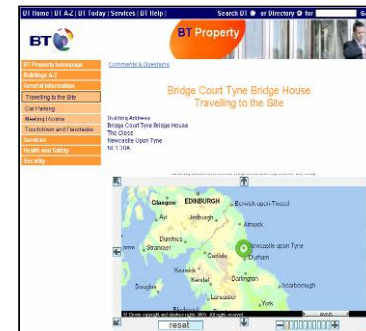 BT Home | BT A-Z | BT Today | Services | BT Help |
Search BT or Directory for
BT
BT Property
BT Property homepage
Buildings A-Z
General information
Travelling to the Site
Car Parking
Meeting Rooms
Touchdown and
Services
Health and Safety
Security
Comments & Questions
Bridge Court Tyne Bridge House
Travelling to the Site
Building Address
Bridge Court Tyne Bridge House
The Close
Newcastle Upon Tyne
Glasgow
EDINBURGH
Berwick-upon-Tweed
Ayr
Jedburgh
Alnwick
Dumfries
Stranraer
Newcastle upon Tyne
Carlisle
Durham
Keswick
Kendal
Darlington
Scarborough
Douglas
Lancaster
York
reset